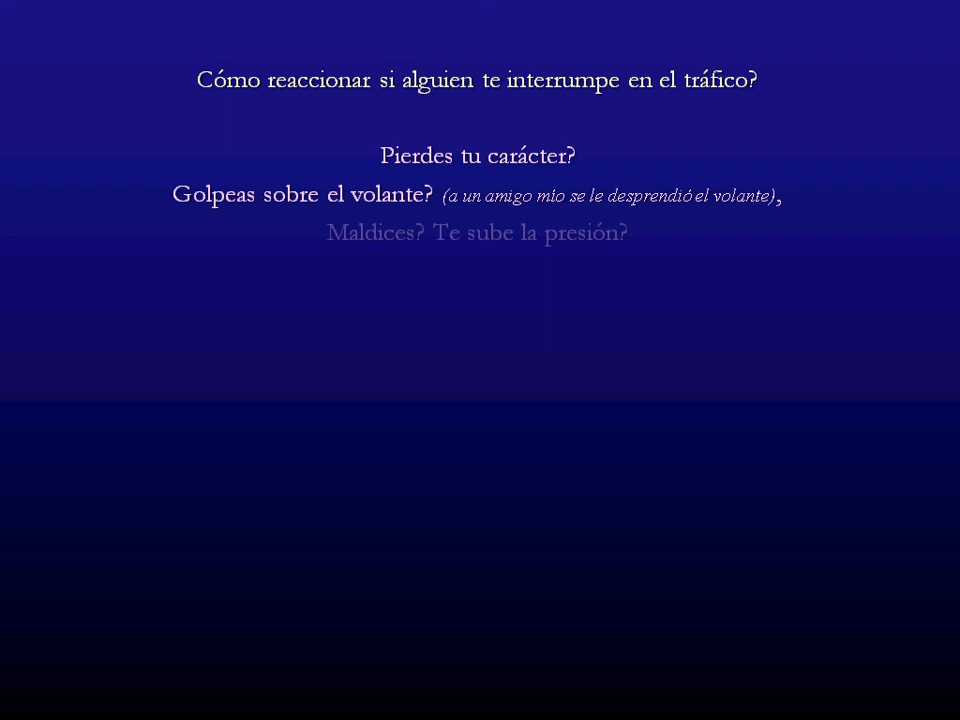 Cómo reaccionar si alguien te interrumpe en el tráfico?
Pierdes tu carácter?
Golpeas sobre el volante? (a un amigo mío se le desprendió el volante),
Maldices? Te sube la presión?